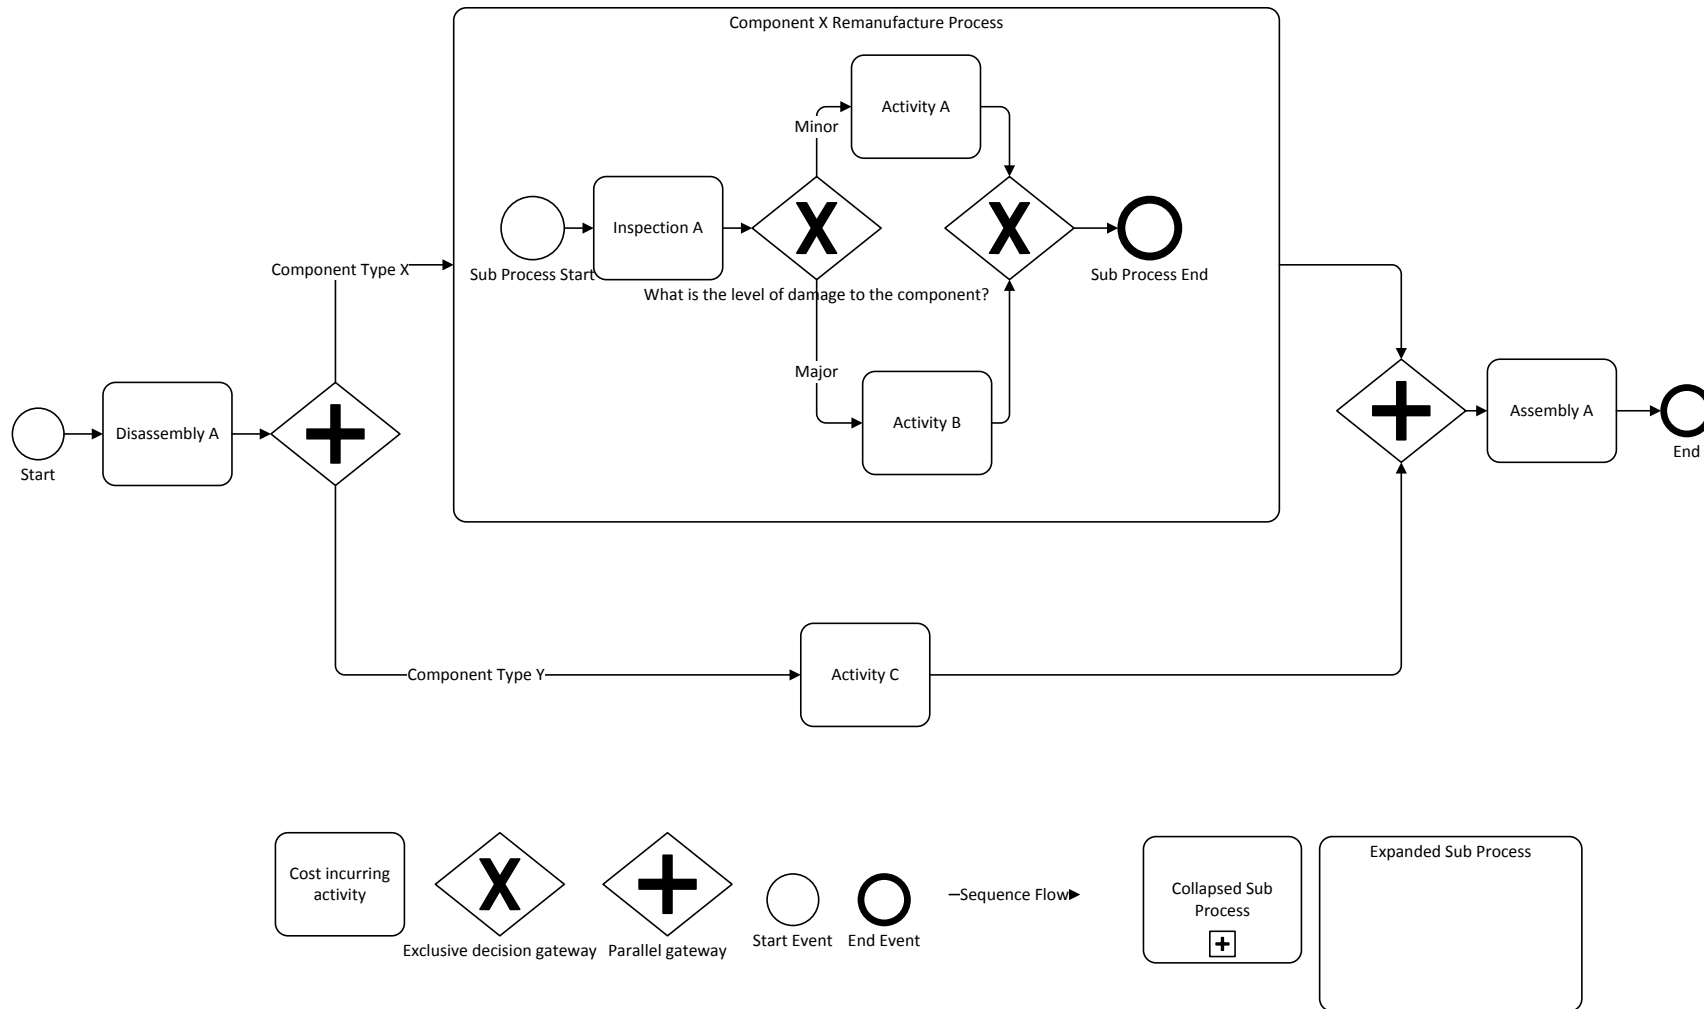 Component X Remanufacture Process
Activity A
Minor
Inspection A
Sub Process Start
What is the level of damage to the component?
Sub Process End
Component Type X
Major
Activity B
Start
Disassembly A
Assembly A
End
Component Type Y
Activity C
Cost incurring
activity
Exclusive decision gateway
Parallel gateway
Start Event
End Event
Sequence Flow
Collapsed Sub
Process
Expanded Sub Process